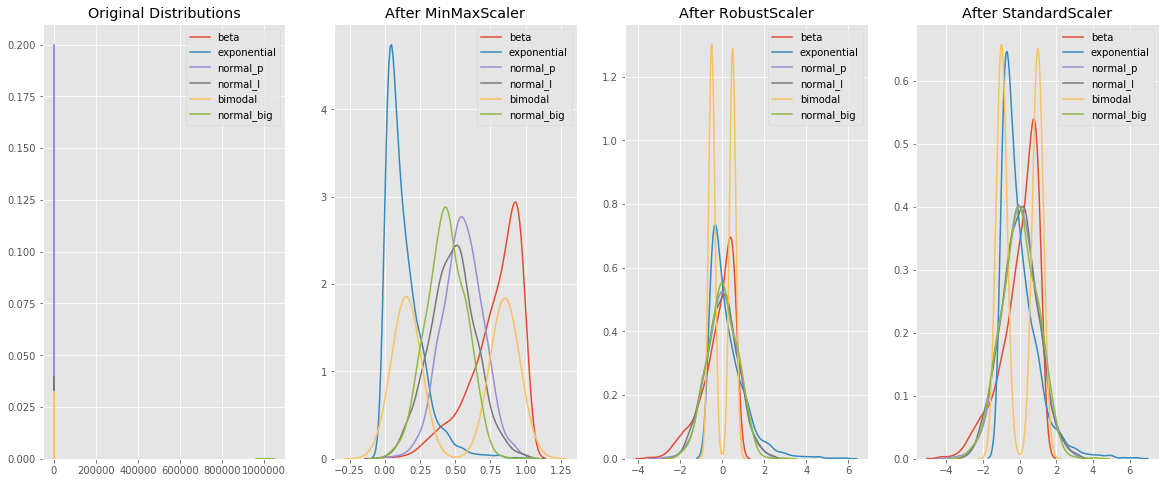 Original Distributions
0.200
0.175
0.150
0.125
0.100
0.075
0.050
0.025
0.000
0
200000
400000
600000
800000
1000000
beta
exponential
normal_p
normal_l
bimodal
normal_big
After MinMaxScaler
4
3
2
1
0
−0.25
0.00
0.25
0.50
0.75
1.00
1.25
beta
exponential
normal_p
normal_l
bimodal
normal_big
After RobustScaler
1.2
1.0
0.8
0.6
0.4
0.2
0.0
−4
−2
0
2
4
6
beta
exponential
normal_p
normal_l
bimodal
normal_big
After StandardScaler
0.6
0.5
0.4
0.3
0.2
0.1
0.0
−4
−2
0
2
4
6
beta
exponential
normal_p
normal_l
bimodal
normal_big